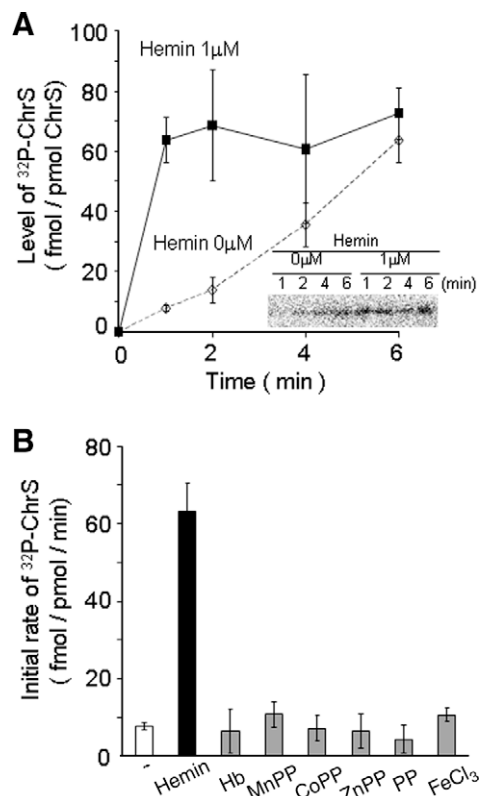 A
Level of ³²P-ChrS
( fmol / pmol ChrS)
100
80
60
40
20
0
Hemin 1μM
Hemin 0μM
Hemin
0μM 1μM
1 2 4 6 1 2 4 6 (min)
0 2 4 6
Time ( min )
B
Initial rate of ³²P-ChrS
( fmol / pmol / min)
80
60
40
20
0
- Hemin Hb MnPP CoPP ZnPP PP FeCl₃